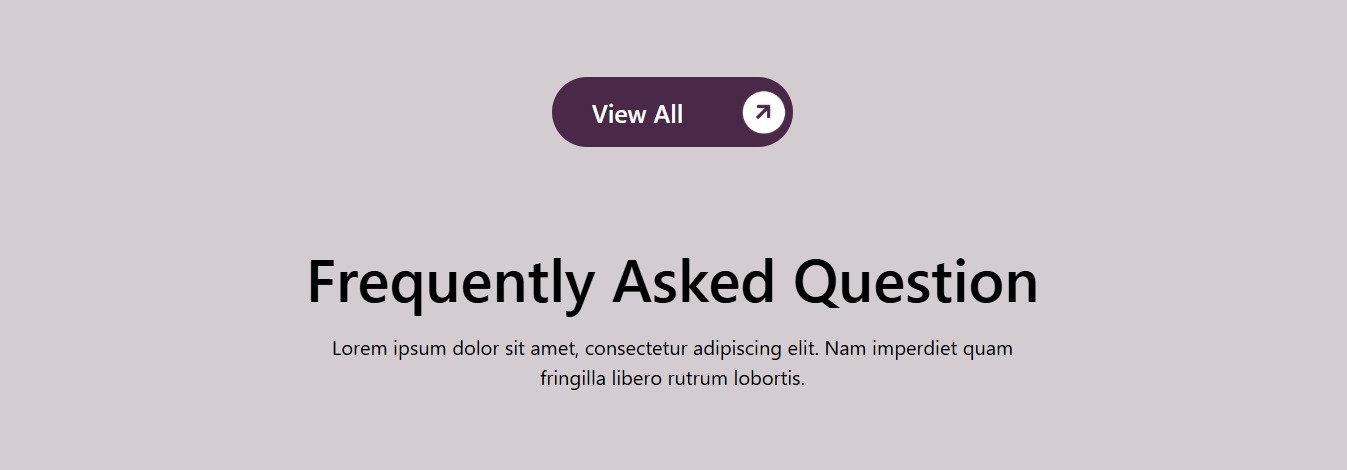 View All
Frequently Asked Question
Lorem ipsum dolor sit amet, consectetur adipiscing elit. Nam imperdiet quam
fringilla libero rutrum lobortis.